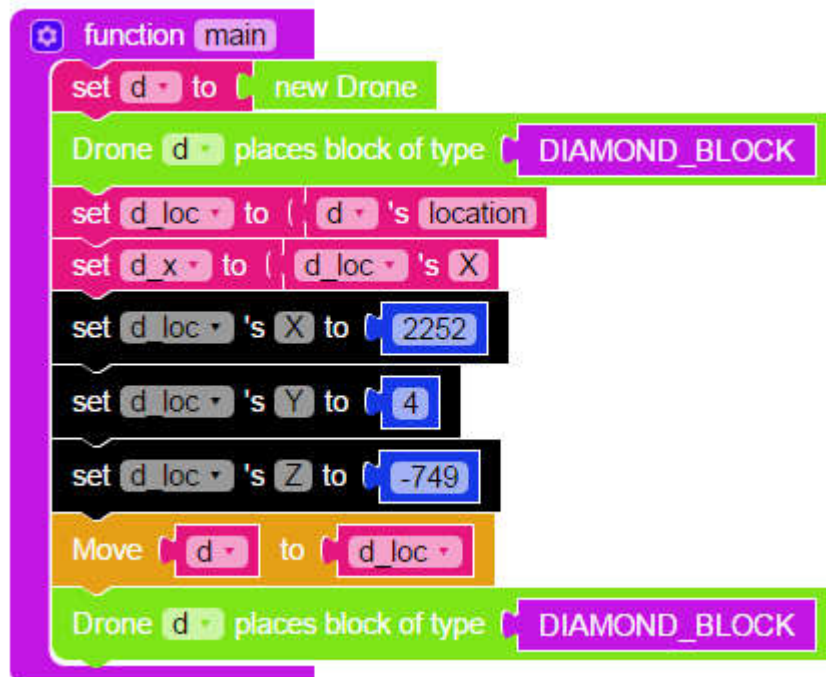 function main
set d to new Drone
Drone d places block of type DIAMOND_BLOCK
set d_loc to d 's location
set d_x to d_loc 's X
set d_loc 's X to 2252
set d_loc 's Y to 4
set d_loc 's Z to -749
Move d to d_loc
Drone d places block of type DIAMOND_BLOCK